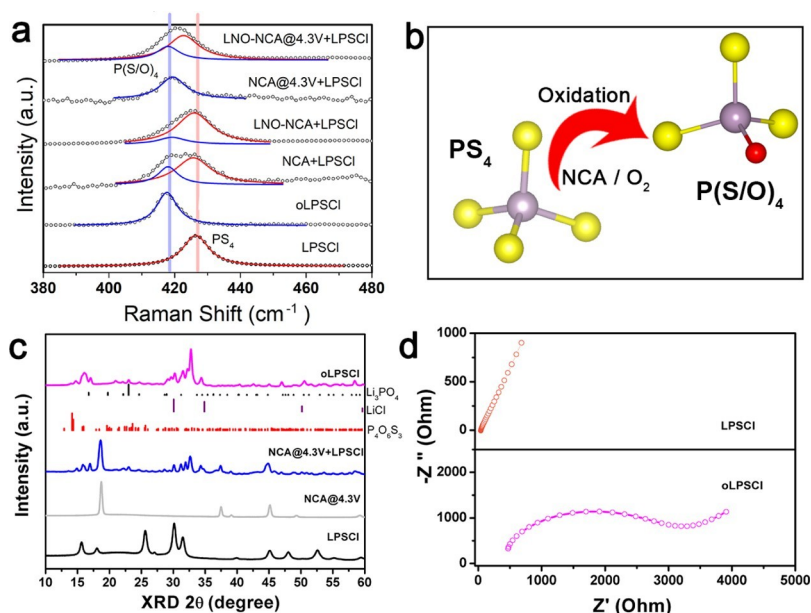 a
LNO-NCA@4.3V+LPSCl
P(S/O)₄
NCA@4.3V+LPSCl
LNO-NCA+LPSCl
NCA+LPSCl
oLPSCl
PS₄
LPSCl
Intensity (a.u.)
380 400 420 440 460 480
Raman Shift (cm⁻¹)
b
Oxidation
PS₄
NCA / O₂
P(S/O)₄
c
oLPSCl
Li₃PO₄
LiCl
P₄O₆S₃
NCA@4.3V+LPSCl
NCA@4.3V
LPSCl
Intensity (a.u.)
10 15 20 25 30 35 40 45 50 55 60
XRD 2θ (degree)
d
1000
500
0
LPSCl
2000
1000
0
oLPSCl
-Z'' (Ohm)
0 1000 2000 3000 4000 5000
Z' (Ohm)